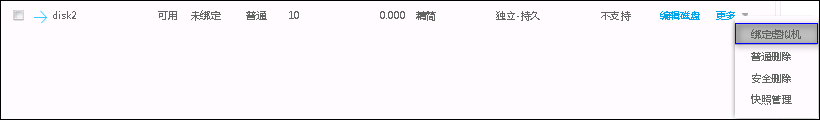 disk2 可用 未绑定 普通 10 0.000 精简 独立-持久 不支持 编辑磁盘 更多
绑定虚拟机
普通删除
安全删除
快照管理